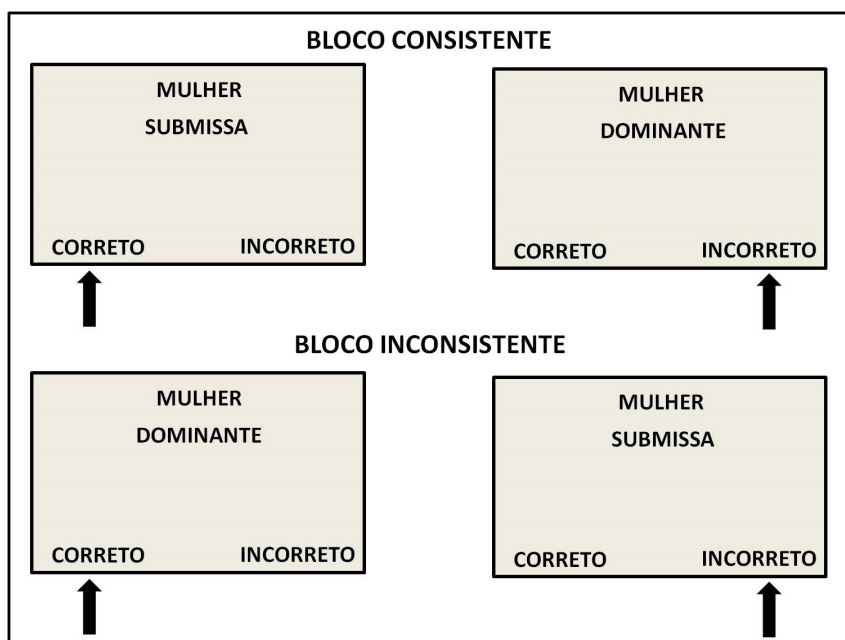 BLOCO CONSISTENTE
MULHER
SUBMISSA
CORRETO INCORRETO
MULHER
DOMINANTE
CORRETO INCORRETO
BLOCO INCONSISTENTE
MULHER
DOMINANTE
CORRETO INCORRETO
MULHER
SUBMISSA
CORRETO INCORRETO